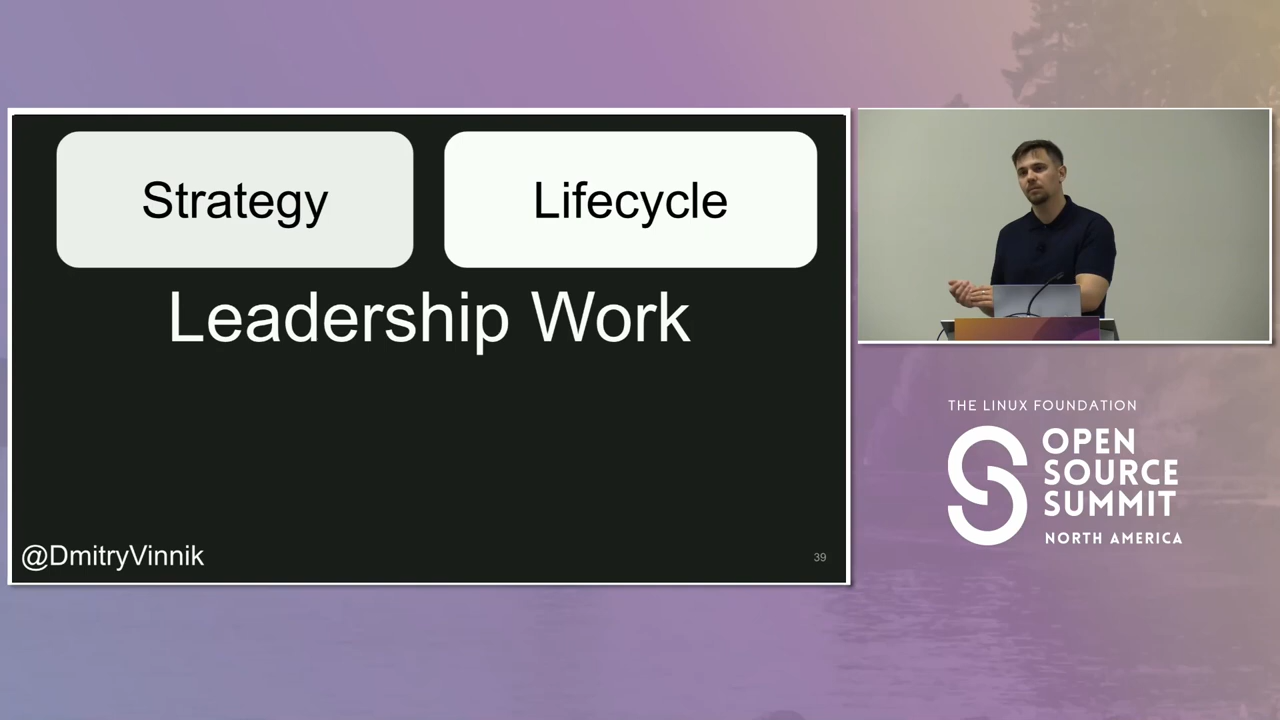 Strategy
Lifecycle
Leadership Work
@DmitryVinnik
39
THE LINUX FOUNDATION
OPEN
SOURCE
SUMMIT
NORTH AMERICA